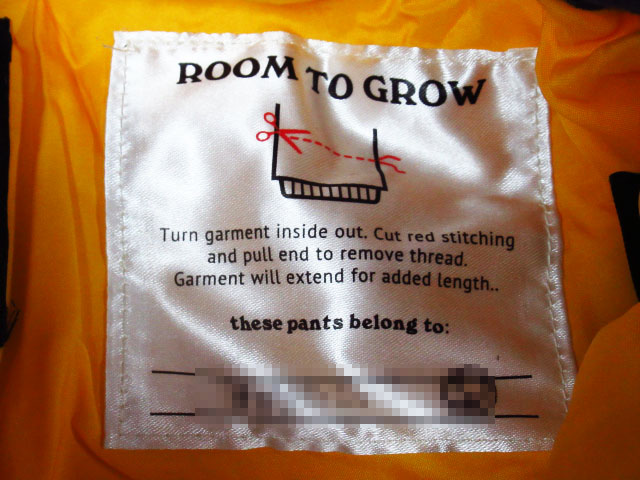 ROOM TO GROW
Turn garment inside out. Cut red stitching
and pull end to remove thread.
Garment will extend for added length..
these pants belong to: